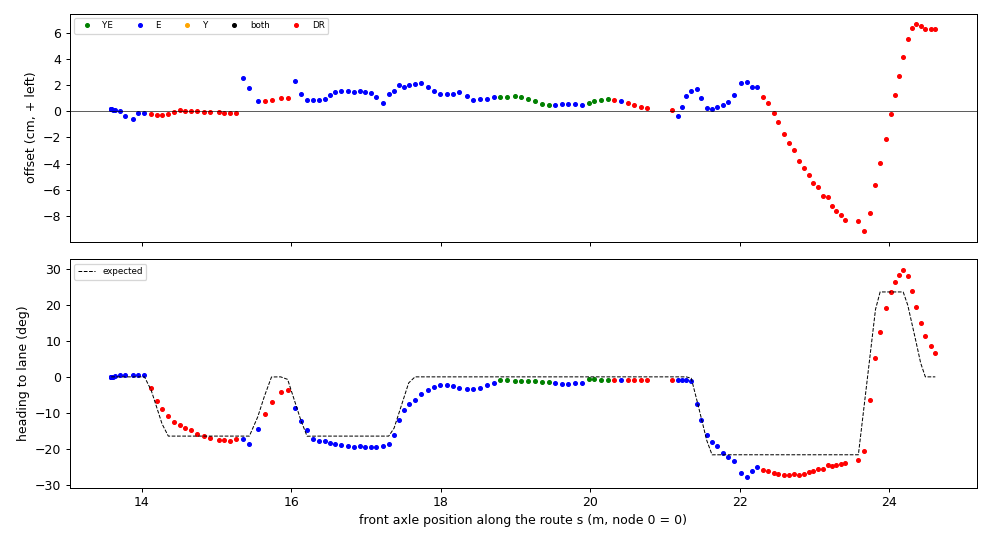 YE E Y both DR
6
4
2
0
−2
−4
−6
−8
offset (cm, + left)
expected
30
20
10
0
−10
−20
−30
heading to lane (deg)
14 16 18 20 22 24
front axle position along the route s (m, node 0 = 0)